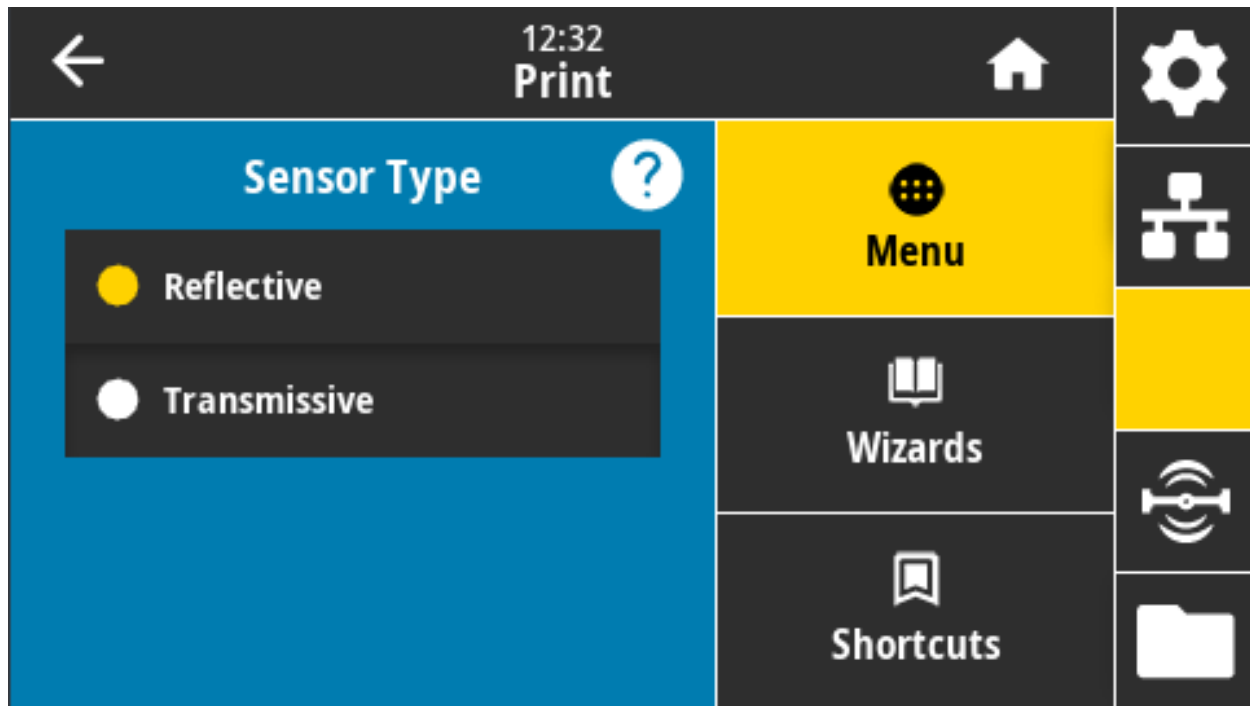 12:32
Print
Sensor Type
?
Reflective
Transmissive
Menu
Wizards
Shortcuts